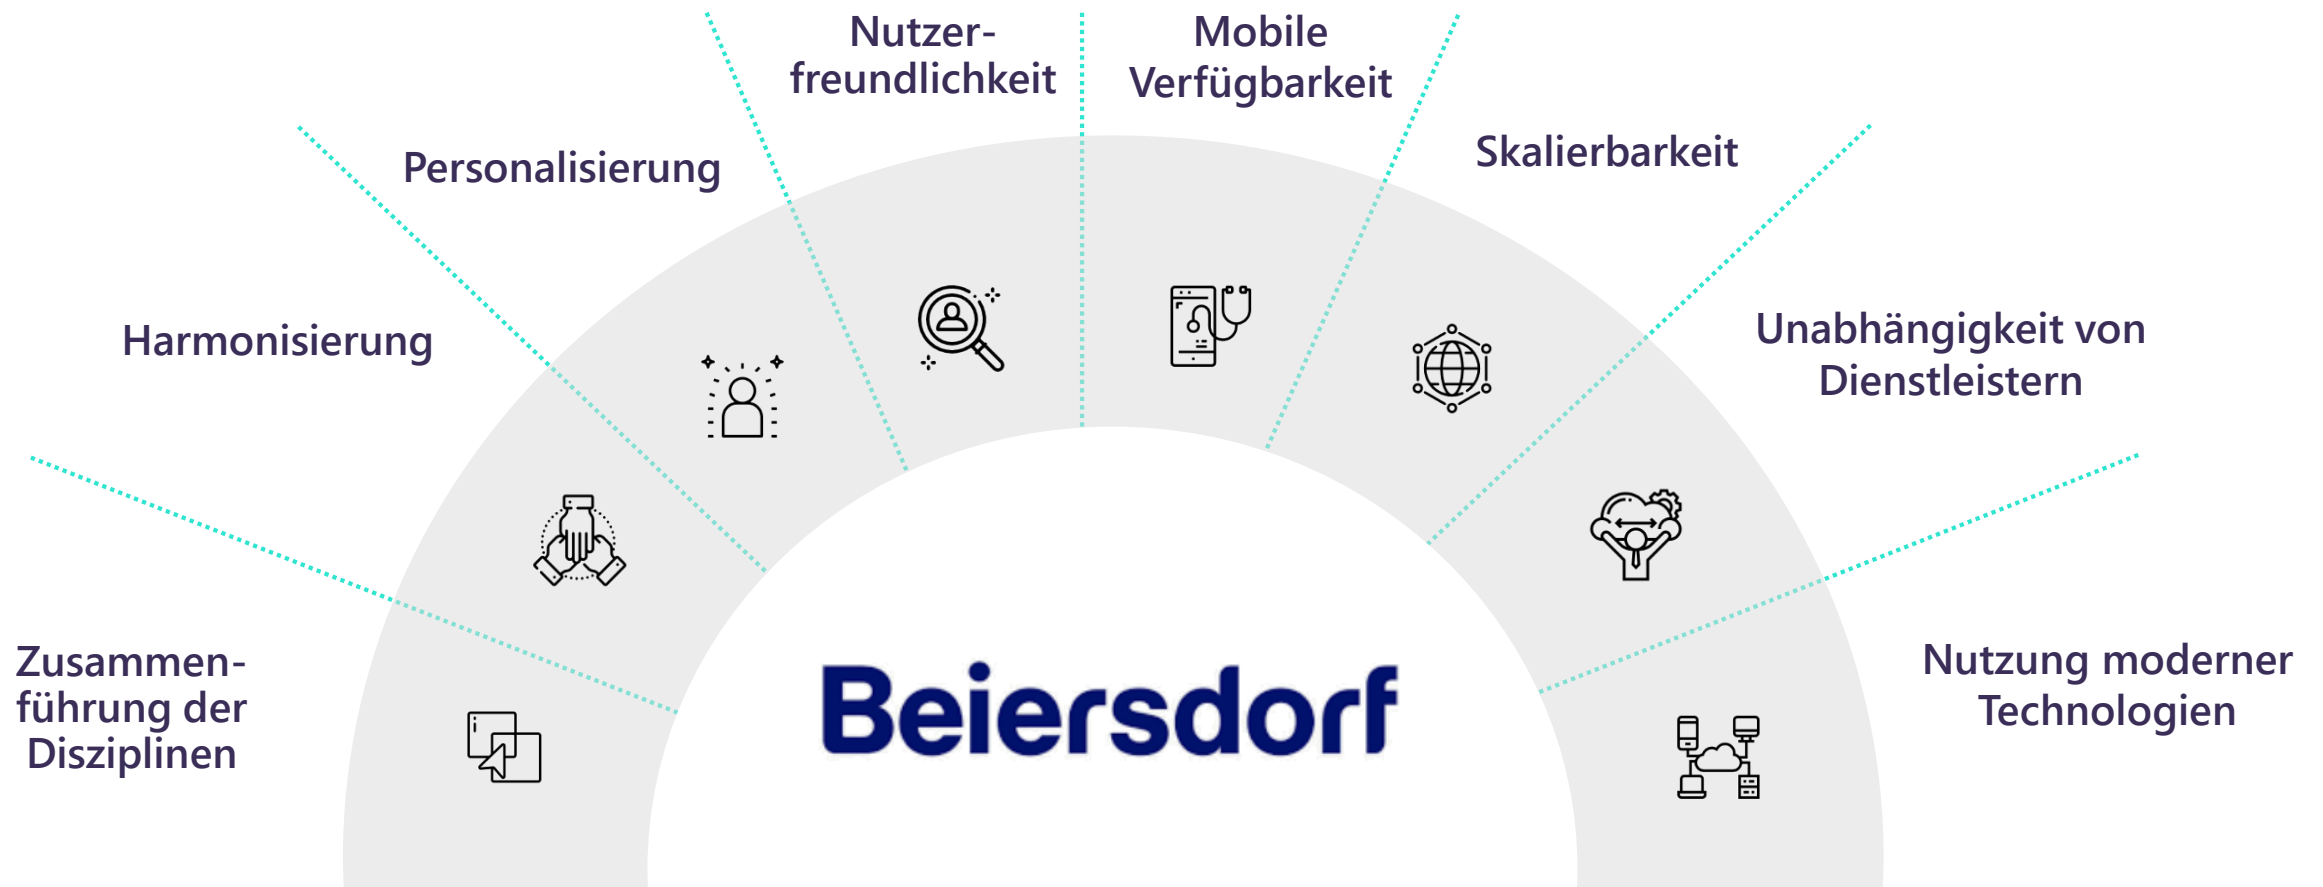 Nutzer-
freundlichkeit
Mobile
Verfügbarkeit
Personalisierung
Skalierbarkeit
Harmonisierung
Unabhängigkeit von
Dienstleistern
Zusammen-
führung der
Disziplinen
Nutzung moderner
Technologien
Beiersdorf